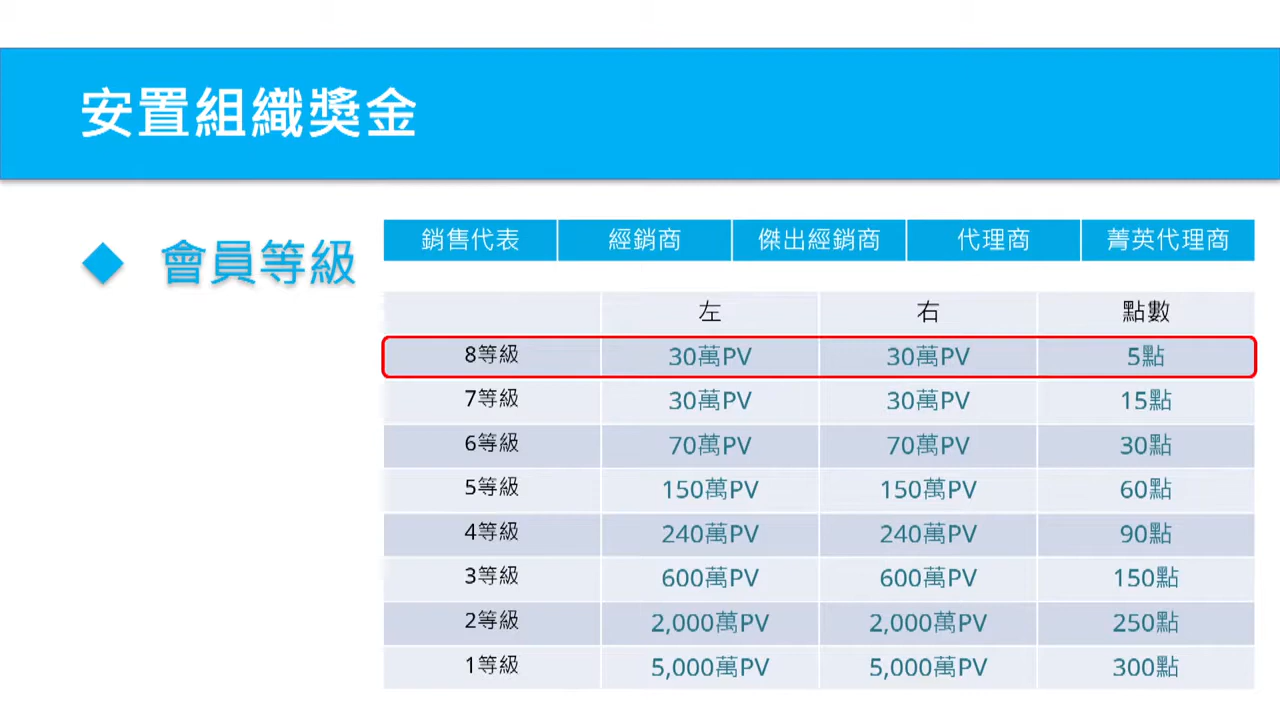 安置組織獎金
會員等級
銷售代表 經銷商 傑出經銷商 代理商 菁英代理商
左 右 點數
8等級 30萬PV 30萬PV 5點
7等級 30萬PV 30萬PV 15點
6等級 70萬PV 70萬PV 30點
5等級 150萬PV 150萬PV 60點
4等級 240萬PV 240萬PV 90點
3等級 600萬PV 600萬PV 150點
2等級 2,000萬PV 2,000萬PV 250點
1等級 5,000萬PV 5,000萬PV 300點